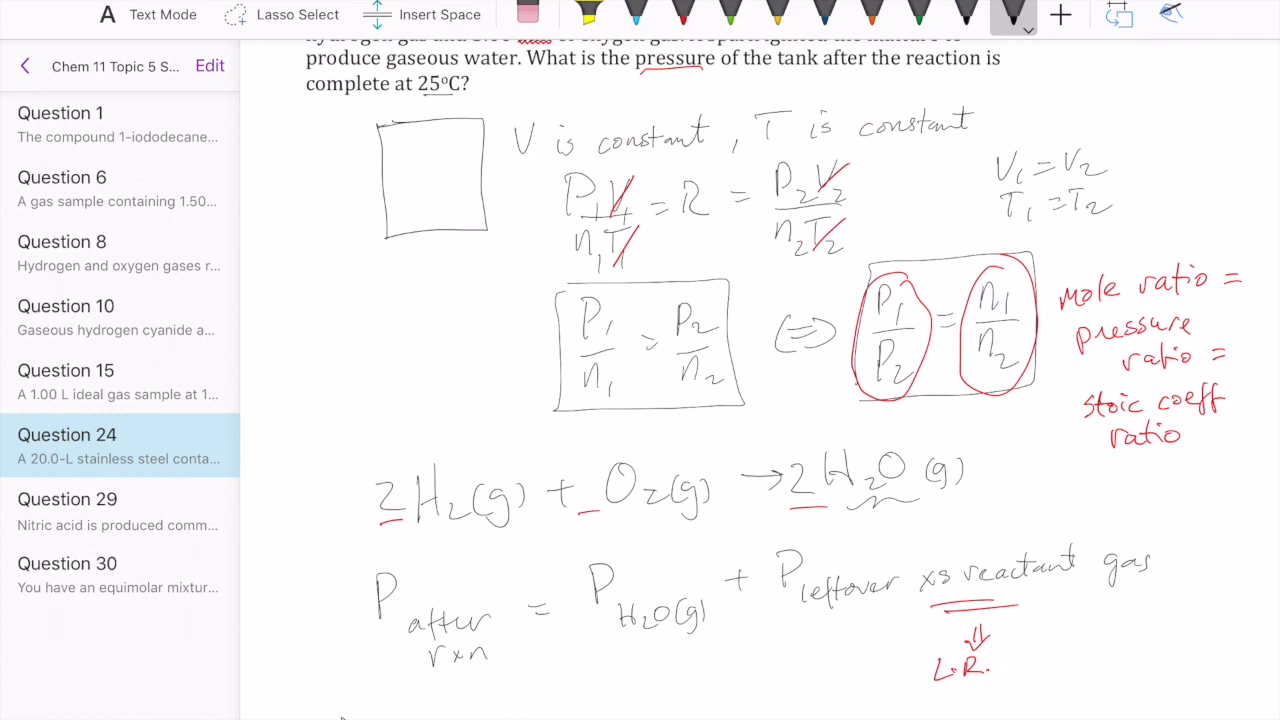 A Text Mode Lasso Select Insert Space
produce gaseous water. What is the pressure of the tank after the reaction is
complete at 25°C?
Chem 11 Topic 5 S... Edit
Question 1
The compound 1-iododecane...
Question 6
A gas sample containing 1.50...
Question 8
Hydrogen and oxygen gases r...
Question 10
Gaseous hydrogen cyanide a...
Question 15
A 1.00 L ideal gas sample at 1...
Question 24
A 20.0-L stainless steel conta...
Question 29
Nitric acid is produced comm...
Question 30
You have an equimolar mixtur...
V is constant, T is constant
P₁V₁/n₁T₁ = R = P₂V₂/n₂T₂
V₁ = V₂
T₁ = T₂
P₁/n₁ = P₂/n₂ ⇔ P₁/P₂ = n₁/n₂
mole ratio =
pressure
ratio =
stoic coeff
ratio
2H₂(g) + O₂(g) → 2H₂O(g)
P after rxn = P H₂O(g) + P leftover xs reactant gas
⇓
L.R.